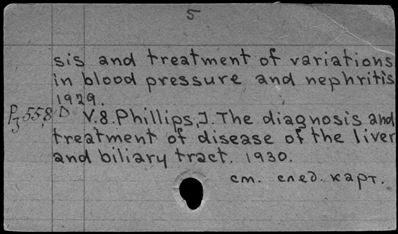 5
sis and treatment of variations
in blood pressure and nephritis
1929.
V.8. Phillips, J. The diagnosis and
treatment of disease of the liver
and biliary tract. 1930.
см. след. карт.